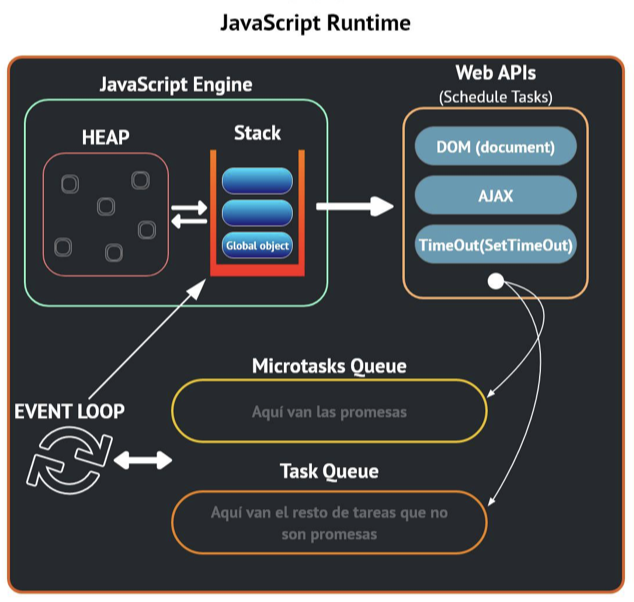 JavaScript Runtime
JavaScript Engine
HEAP
Stack
Global object
Web APIs
(Schedule Tasks)
DOM (document)
AJAX
TimeOut(SetTimeOut)
Microtasks Queue
Aquí van las promesas
EVENT LOOP
Task Queue
Aquí van el resto de tareas que no
son promesas